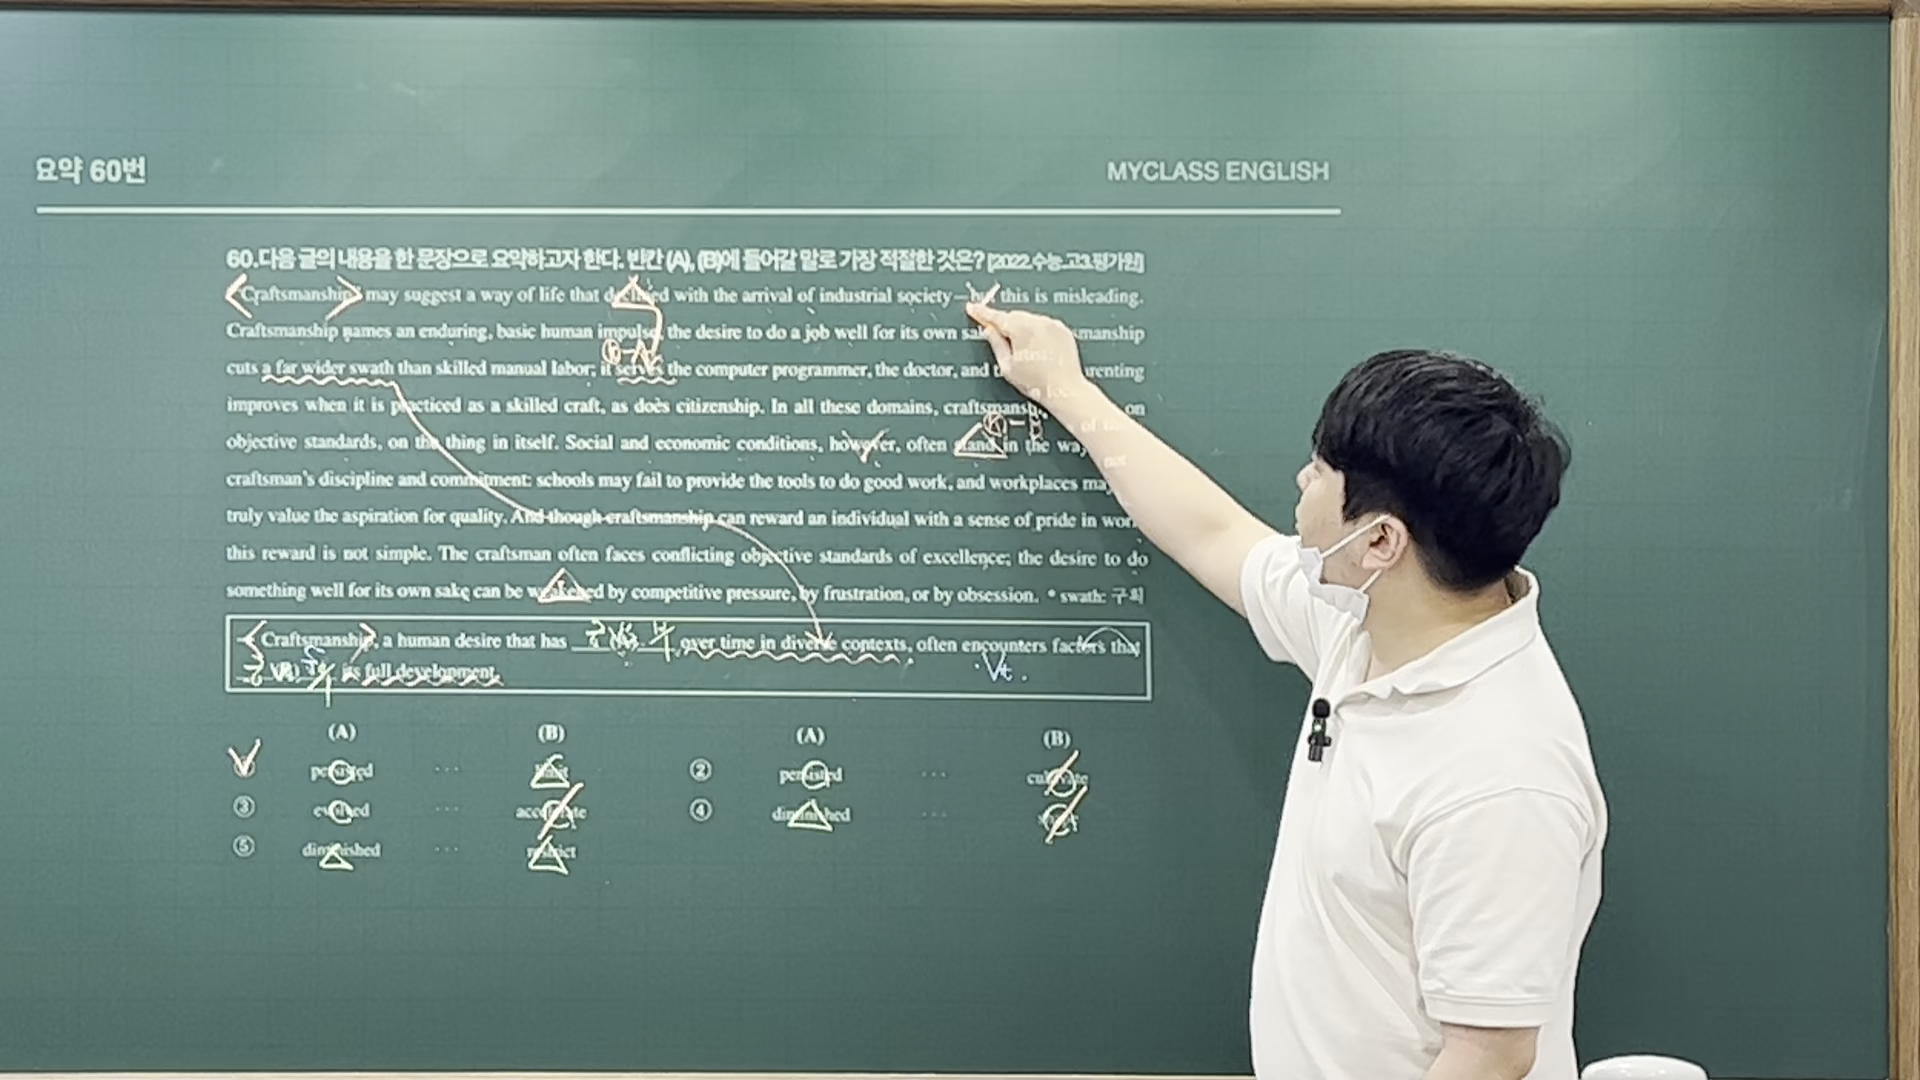 요약 60번
MYCLASS ENGLISH
60.다음 글의 내용을 한 문장으로 요약하고자 한다. 빈칸 (A), (B)에 들어갈 말로 가장 적절한 것은? [2022.수능.고3.평가원]
"Craftsmanship" may suggest a way of life that declined with the arrival of industrial society—but this is misleading.
Craftsmanship names an enduring, basic human impulse, the desire to do a job well for its own smanship
cuts a far wider swath than skilled manual labor; it serves the computer programmer, the doctor, and renting
improves when it is practiced as a skilled craft, as does citizenship. In all these domains, on
objective standards, on the thing in itself. Social and economic conditions, however, often stand in the
craftsman's discipline and commitment: schools may fail to provide the tools to do good work, and workplaces may not
truly value the aspiration for quality. And though craftsmanship can reward an individual with a sense of pride in
this reward is not simple. The craftsman often faces conflicting objective standards of excellence; the desire to do
something well for its own sake can be weakened by competitive pressure, by frustration, or by obsession. * swath: 구획
Craftsmanship, a human desire that has (A) over time in diverse contexts, often encounters factors that
(B) its full development.
Vt.
(A) (B) (A) (B)
① persisted ··· limit ② persisted ··· cultivate
③ evolved ··· accelerate ④ diminished ···
⑤ diminished ··· restrict